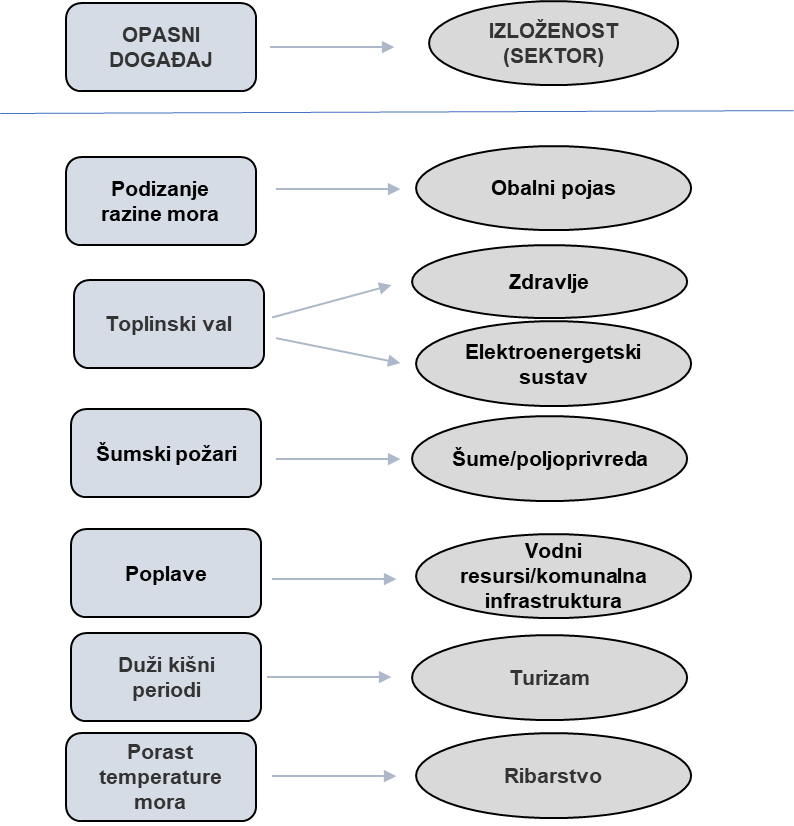 OPASNI
DOGAĐAJ
IZLOŽENOST
(SEKTOR)
Podizanje
razine mora
Obalni pojas
Toplinski val
Zdravlje
Elektroenergetski
sustav
Šumski požari
Šume/poljoprivreda
Poplave
Vodni
resursi/komunalna
infrastruktura
Duži kišni
periodi
Turizam
Porast
temperature
mora
Ribarstvo